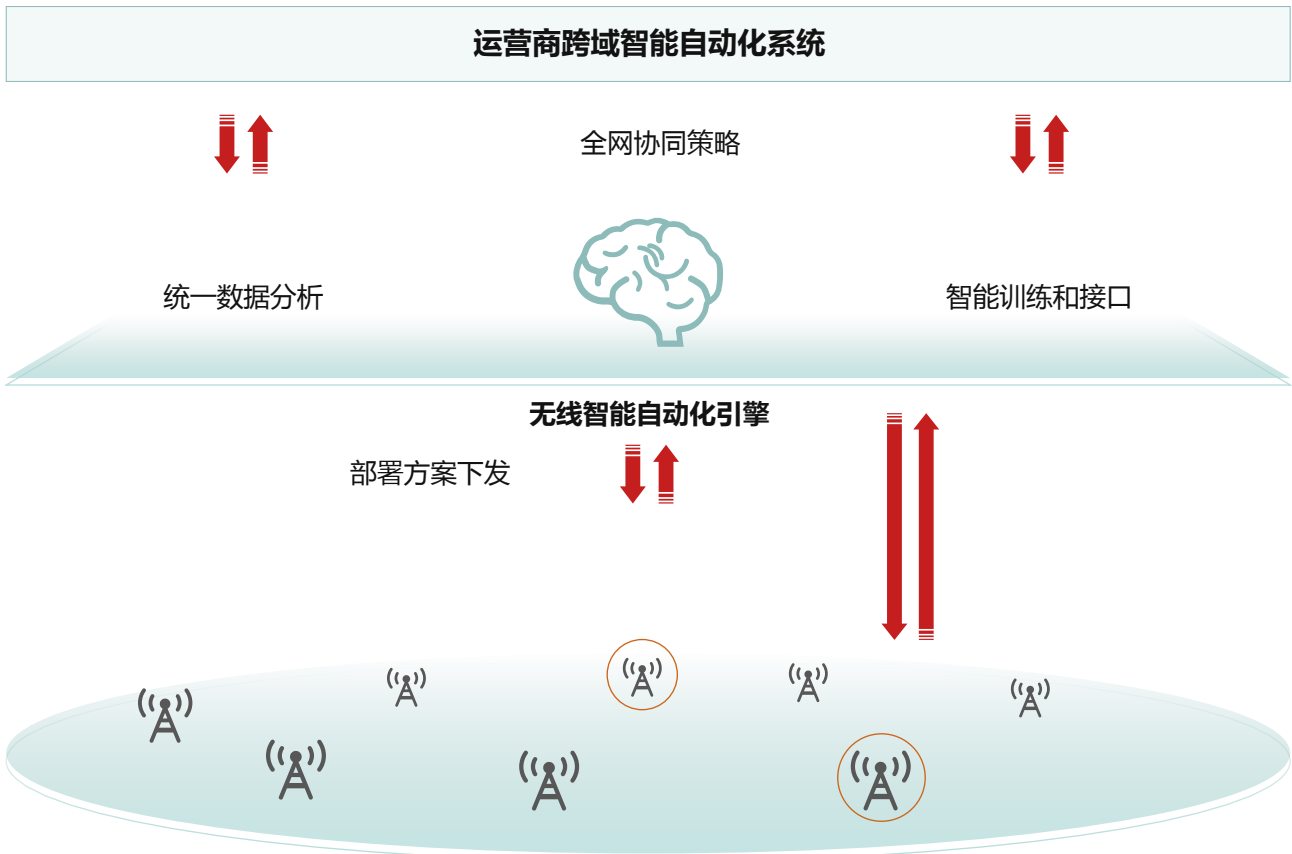 运营商跨域智能自动化系统
全网协同策略
统一数据分析
智能训练和接口
无线智能自动化引擎
部署方案下发